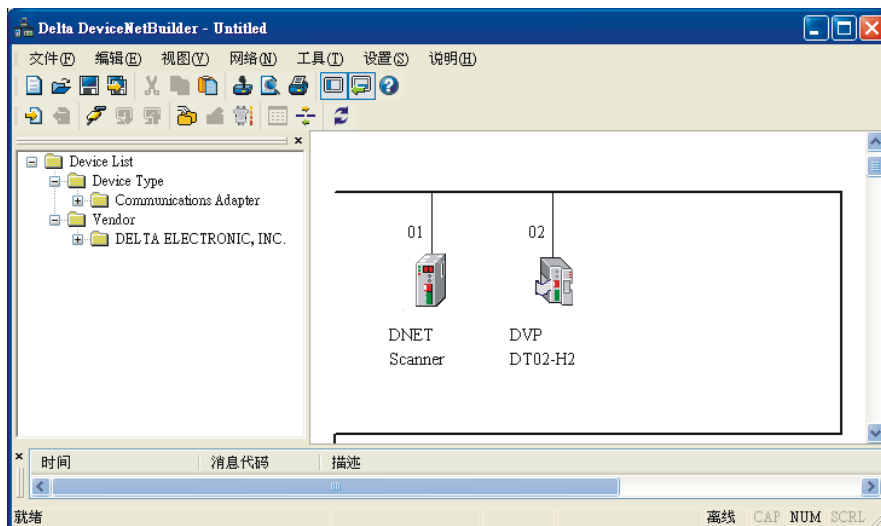 Delta DeviceNetBuilder - Untitled
文件(F) 编辑(E) 视图(V) 网络(N) 工具(T) 设置(S) 说明(H)
Device List
Device Type
Communications Adapter
Vendor
DELTA ELECTRONIC, INC.
01 02
DNET DVP
Scanner DT02-H2
时间 消息代码 描述
就绪 离线 CAP NUM SCRL